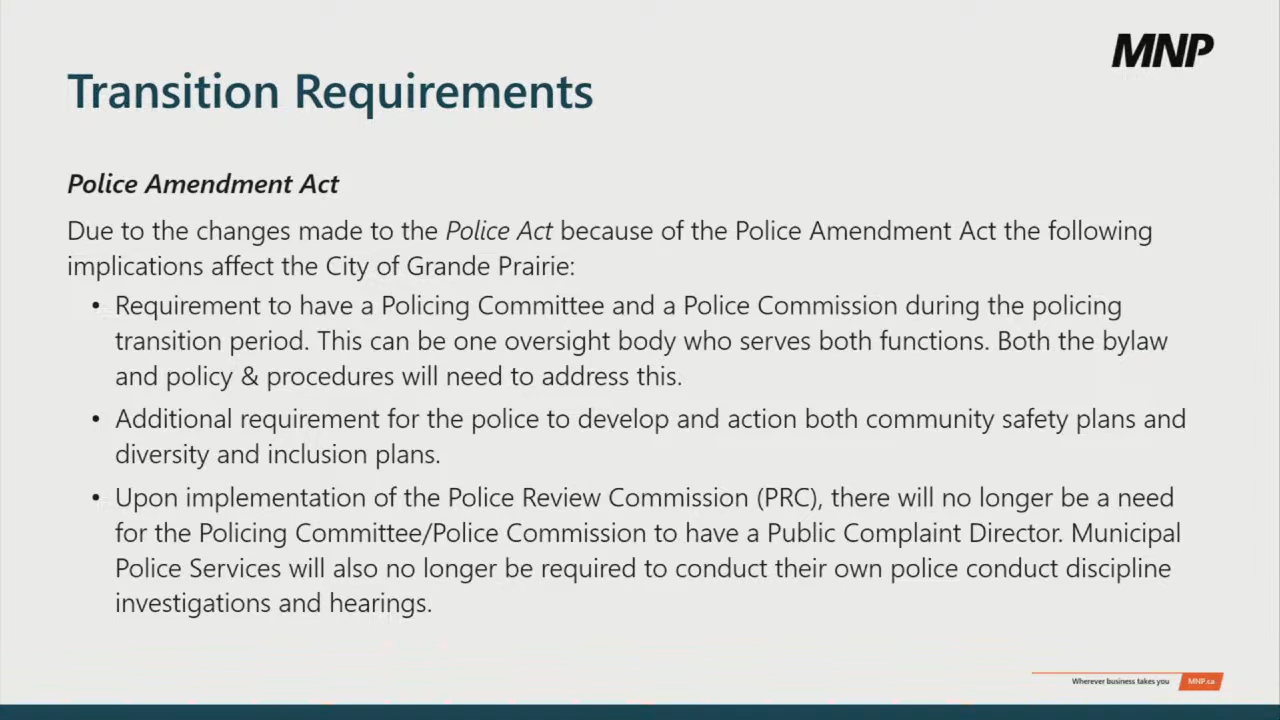 MNP
Transition Requirements
Police Amendment Act
Due to the changes made to the Police Act because of the Police Amendment Act the following
implications affect the City of Grande Prairie:
• Requirement to have a Policing Committee and a Police Commission during the policing
transition period. This can be one oversight body who serves both functions. Both the bylaw
and policy & procedures will need to address this.
• Additional requirement for the police to develop and action both community safety plans and
diversity and inclusion plans.
• Upon implementation of the Police Review Commission (PRC), there will no longer be a need
for the Policing Committee/Police Commission to have a Public Complaint Director. Municipal
Police Services will also no longer be required to conduct their own police conduct discipline
investigations and hearings.
Wherever business takes you MNP.ca